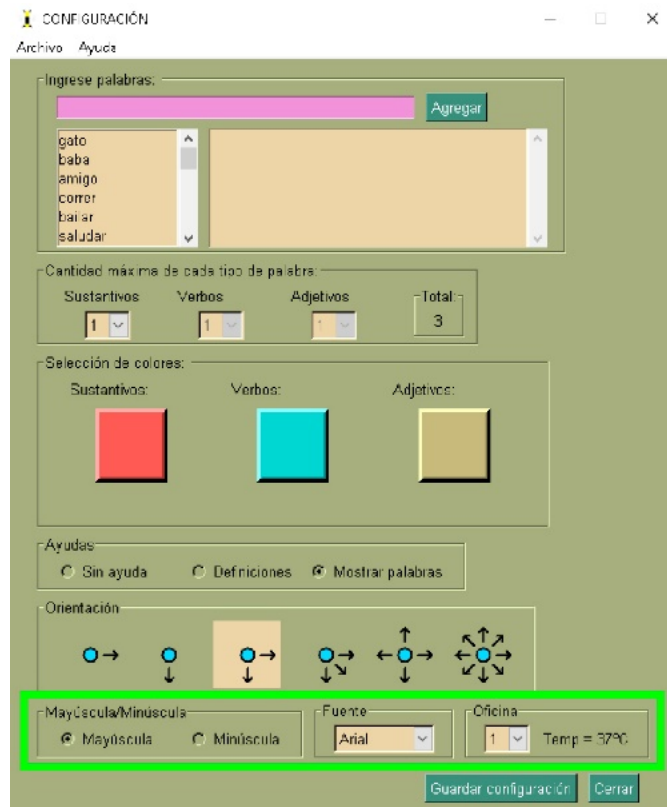 CONFIGURACIÓN
Archivo Ayuda
Ingrese palabras:
Agregar
gato
baba
amigo
correr
bailar
saludar
Cantidad máxima de cada tipo de palabra:
Sustantivos Verbos Adjetivos Total:
1 1 1 3
Selección de colores:
Sustantivos: Verbos: Adjetivos:
Ayudas
Sin ayuda Definiciones Mostrar palabras
Orientación
Mayúscula/Minúscula Fuente Oficina
Mayúscula Minúscula Arial 1 Temp = 37ºC
Guardar configuración Cerrar